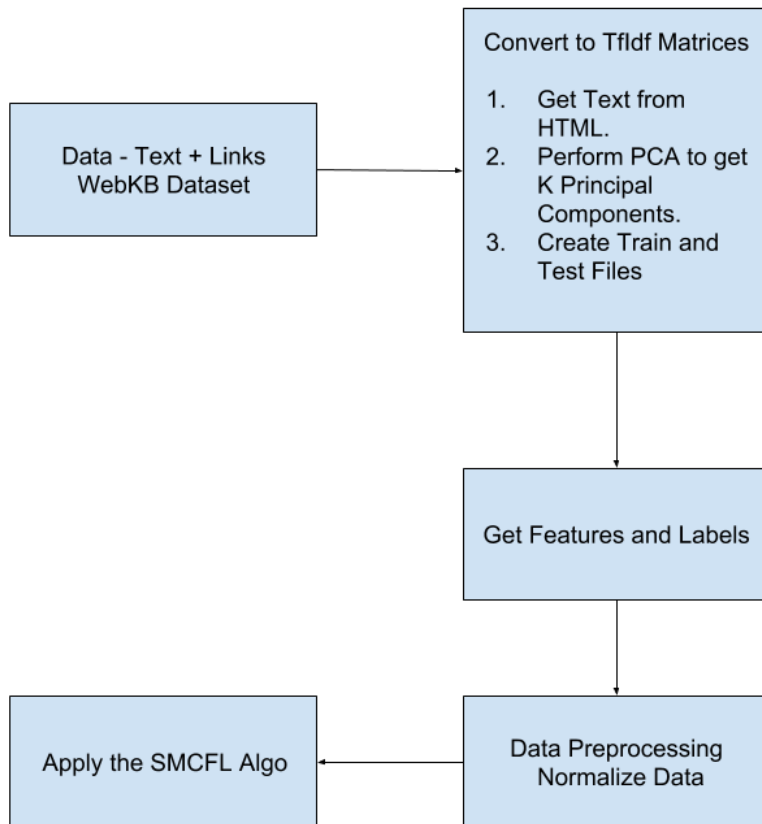 Data - Text + Links
WebKB Dataset
Convert to TfIdf Matrices
1. Get Text from
HTML.
2. Perform PCA to get
K Principal
Components.
3. Create Train and
Test Files
Get Features and Labels
Data Preprocessing
Normalize Data
Apply the SMCFL Algo